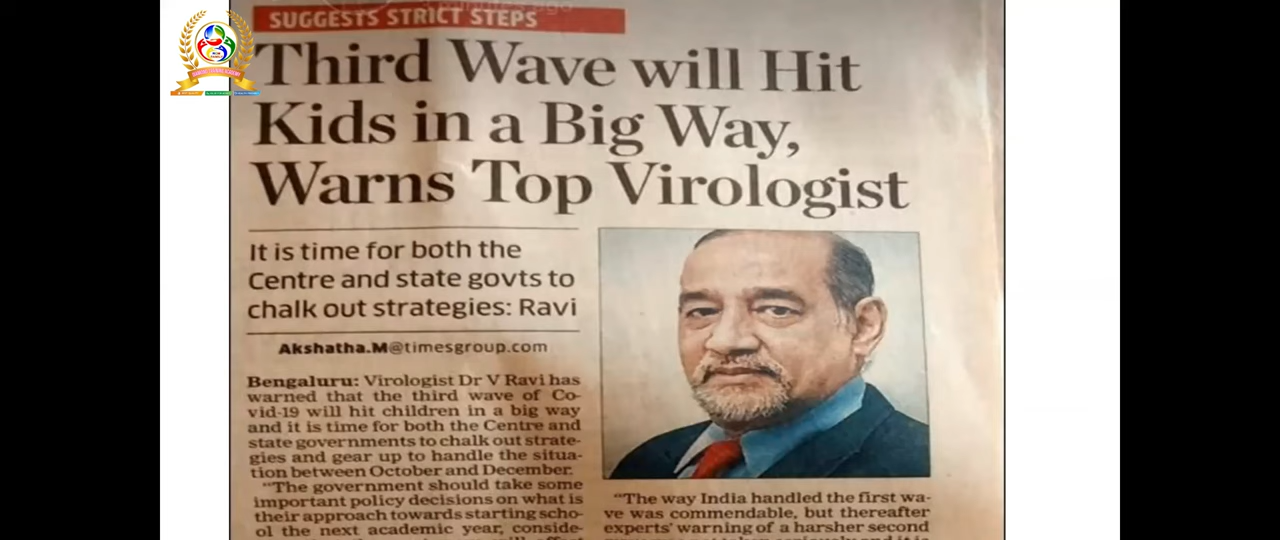 SUGGESTS STRICT STEPS
Third Wave will Hit
Kids in a Big Way,
Warns Top Virologist
It is time for both the
Centre and state govts to
chalk out strategies: Ravi
Akshatha.M@timesgroup.com
Bengaluru: Virologist Dr V Ravi has
warned that the third wave of Co-
vid-19 will hit children in a big way
and it is time for both the Centre and
state governments to chalk out strate-
gies and gear up to handle the situa-
tion between October and December.
“The government should take some
important policy decisions on what is
their approach towards starting scho-
ol the next academic year, conside-
“The way India handled the first wa-
ve was commendable, but thereafter
experts’ warning of a harsher second